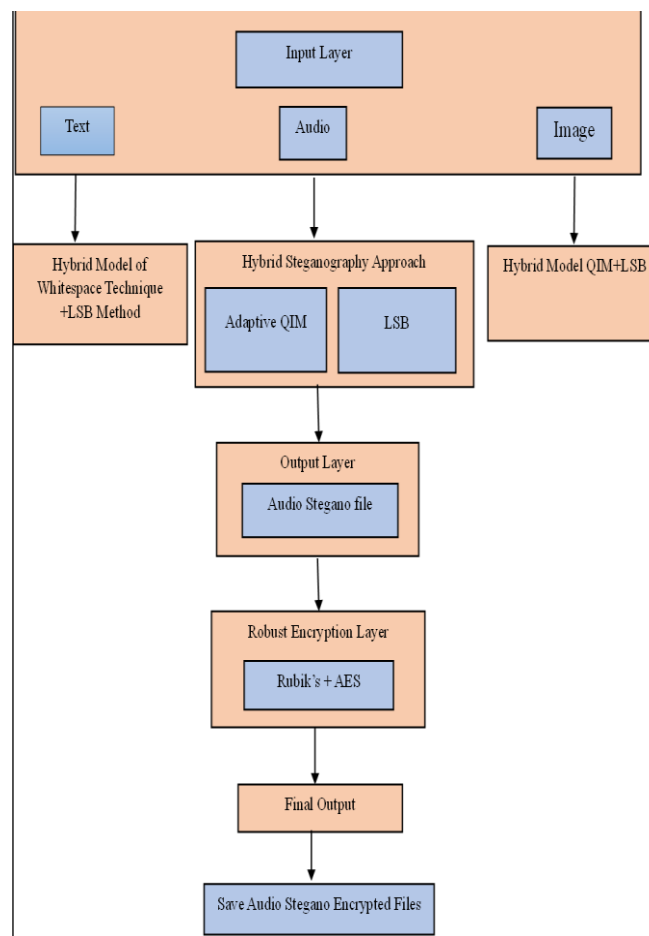 Input Layer
Text
Audio
Image
Hybrid Model of
Whitespace Technique
+LSB Method
Hybrid Steganography Approach
Adaptive QIM
LSB
Hybrid Model QIM+LSB
Output Layer
Audio Stegano file
Robust Encryption Layer
Rubik's + AES
Final Output
Save Audio Stegano Encrypted Files